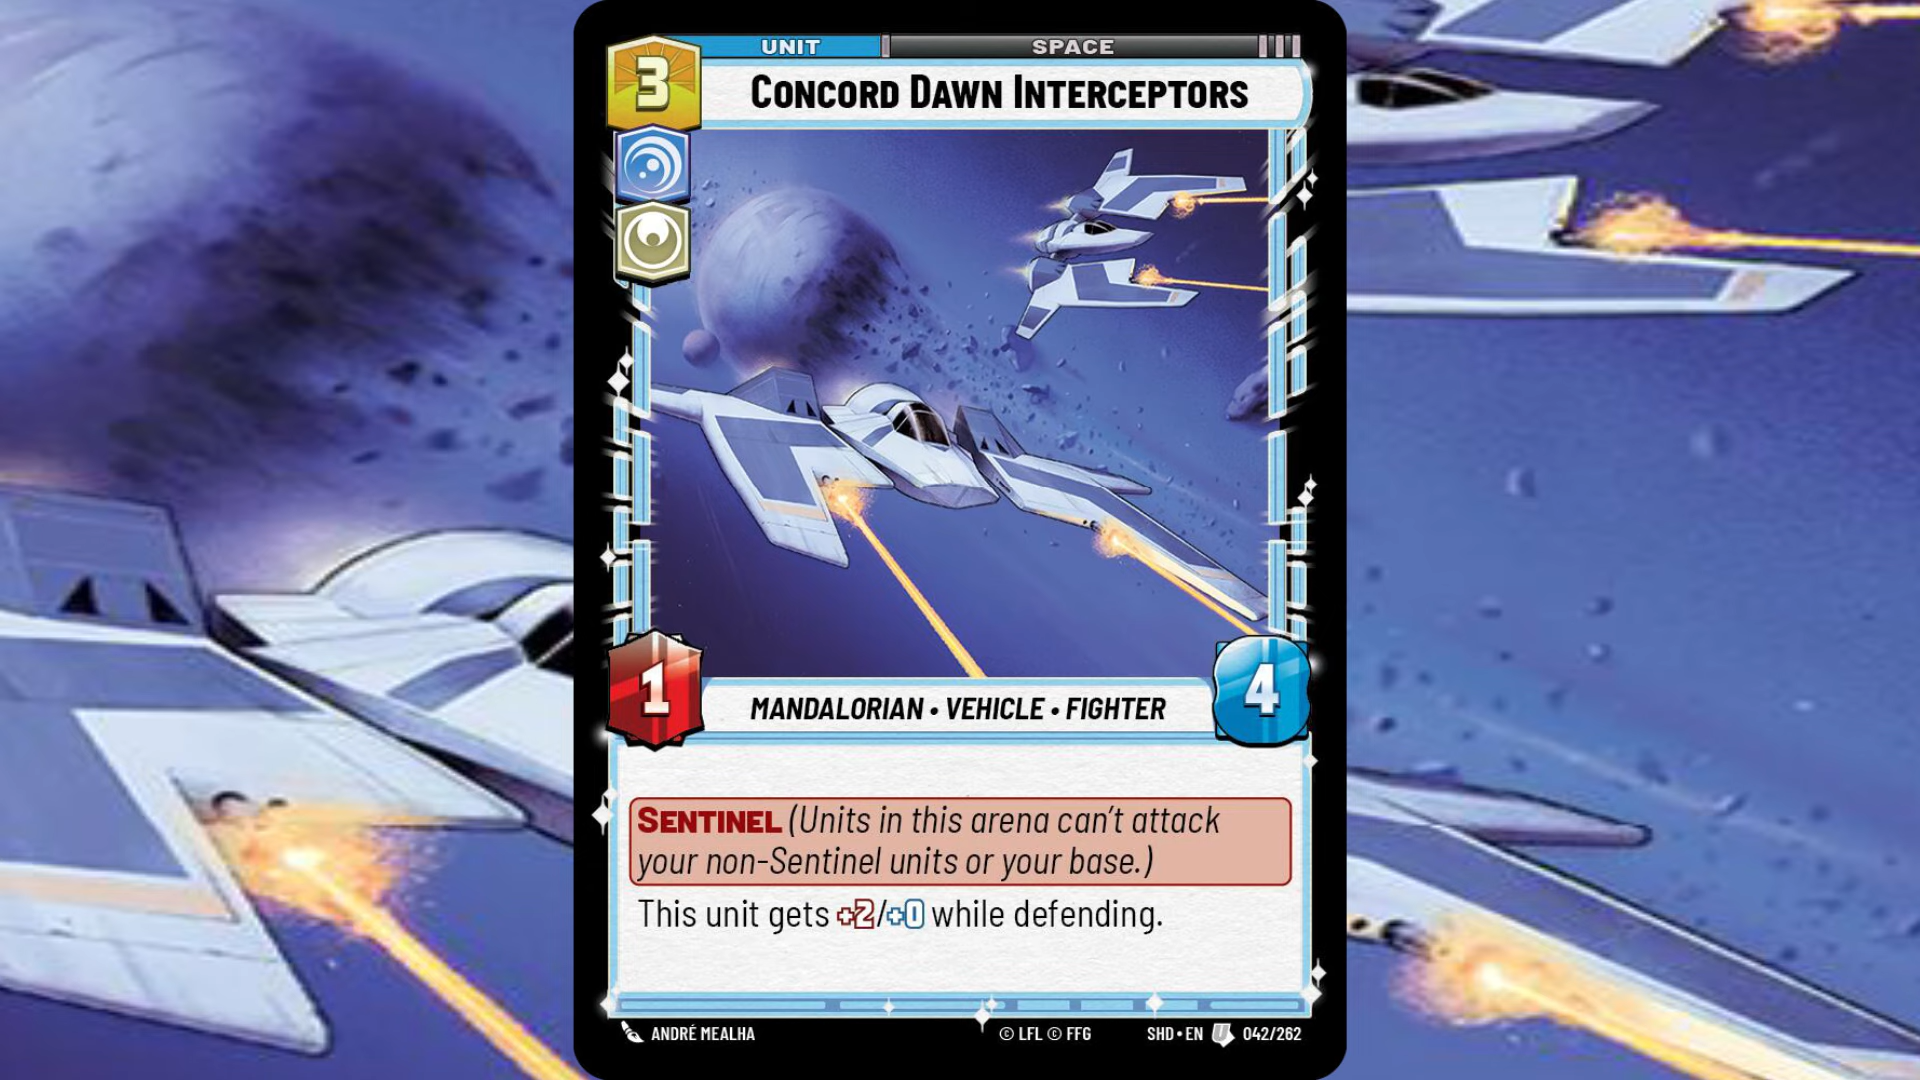 UNIT SPACE
3 CONCORD DAWN INTERCEPTORS
1 MANDALORIAN • VEHICLE • FIGHTER 4
SENTINEL (Units in this arena can't attack
your non-Sentinel units or your base.)
This unit gets +2/+0 while defending.
ANDRÉ MEALHA © LFL © FFG SHD • EN U 042/262